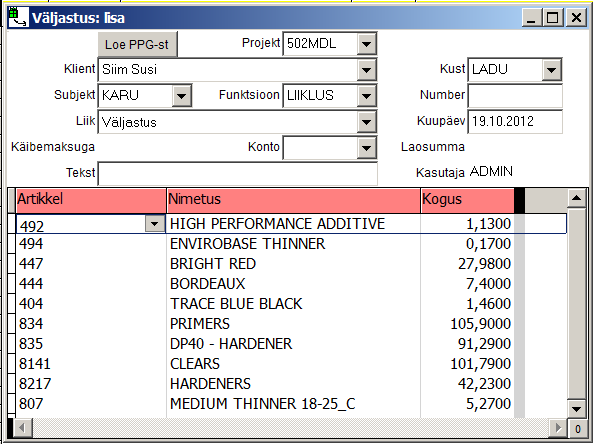 Väljastus: lisa
Loe PPG-st Projekt 502MDL
Klient Siim Susi Kust LADU
Subjekt KARU Funktsioon LIIKLUS Number
Liik Väljastus Kuupäev 19.10.2012
Käibemaksuga Konto Laosumma
Tekst Kasutaja ADMIN
Artikkel Nimetus Kogus
492 HIGH PERFORMANCE ADDITIVE 1,1300
494 ENVIROBASE THINNER 0,1700
447 BRIGHT RED 27,9800
444 BORDEAUX 7,4000
404 TRACE BLUE BLACK 1,4600
834 PRIMERS 105,9000
835 DP40 - HARDENER 91,2900
8141 CLEARS 101,7900
8217 HARDENERS 42,2300
807 MEDIUM THINNER 18-25_C 5,2700
0